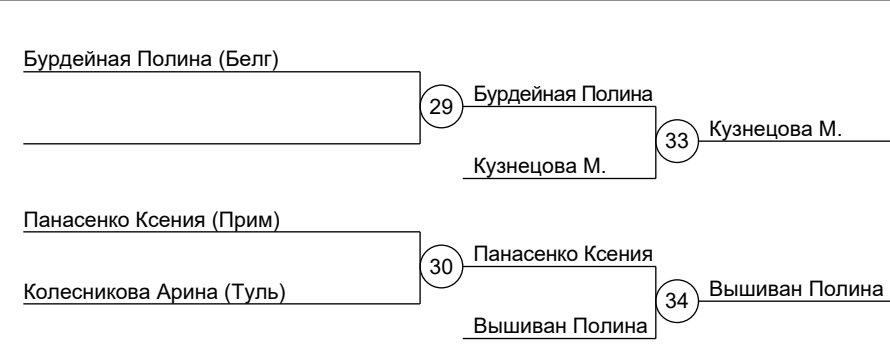 Бурдейная Полина (Белг)
29
Бурдейная Полина
33
Кузнецова М.
Кузнецова М.
Панасенко Ксения (Прим)
30
Панасенко Ксения
Колесникова Арина (Туль)
34
Вышиван Полина
Вышиван Полина